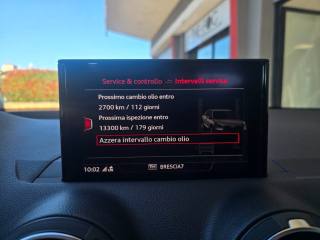 Service & controllo Intervalli service
Prossimo cambio olio entro
2700 km / 112 giorni
Prossima ispezione entro
13300 km / 179 giorni
Azzera intervallo cambio olio
10:02 BRESCIA7